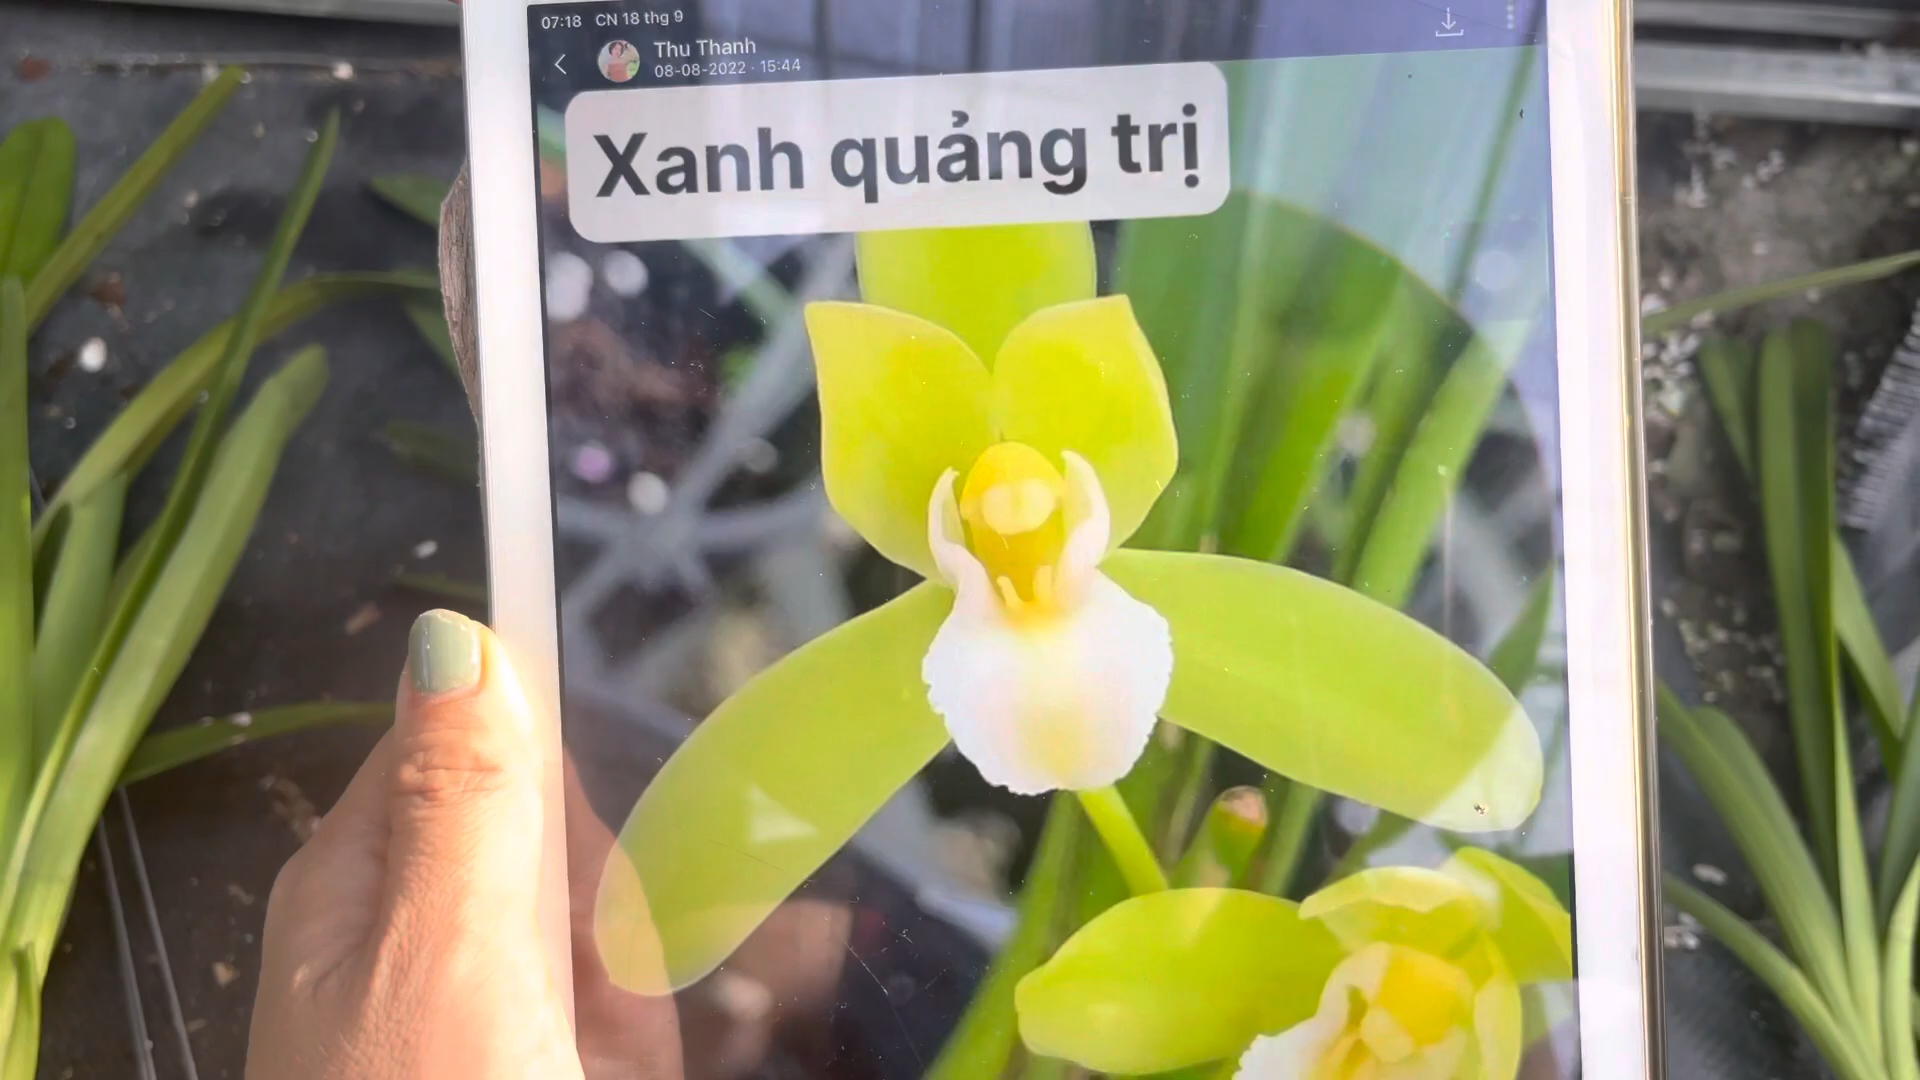 07:18 CN 18 thg 9
Thu Thanh
08-08-2022 · 15:44
Xanh quảng trị